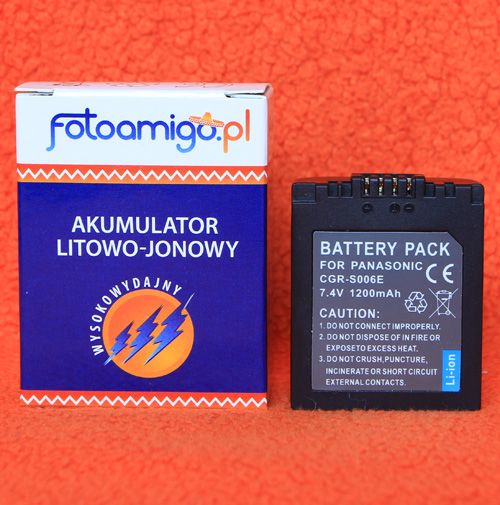 fotoamigo.pl
AKUMULATOR
LITOWO-JONOWY
WYSOKOWYDAJNY
BATTERY PACK
FOR PANASONIC
CGR-S006E
7.4V 1200mAh
CE
CAUTION:
1. DO NOT CONNECT IMPROPERLY.
2. DO NOT DISPOSE OF IN FIRE OR
EXPOSETO EXCESS HEAT.
3. DO NOT CRUSH,PUNCTURE,
INCINERATE OR SHORT CIRCUIT
EXTERNAL CONTACTS.
Li-ion